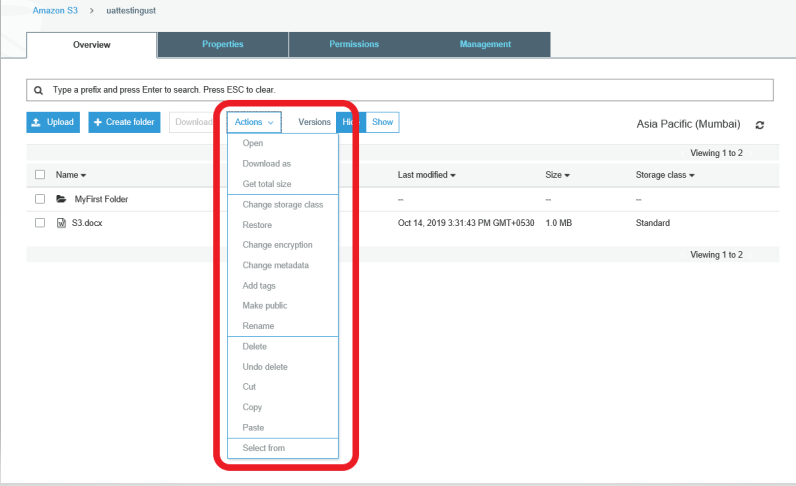 Amazon S3 > uattestingust
Overview Properties Permissions Management
Type a prefix and press Enter to search. Press ESC to clear.
Upload + Create folder Download Actions Versions Hide Show Asia Pacific (Mumbai)
Viewing 1 to 2
Name Last modified Size Storage class
MyFirst Folder -- -- --
S3.docx Oct 14, 2019 3:31:43 PM GMT+0530 1.0 MB Standard
Viewing 1 to 2
Open
Download as
Get total size
Change storage class
Restore
Change encryption
Change metadata
Add tags
Make public
Rename
Delete
Undo delete
Cut
Copy
Paste
Select from